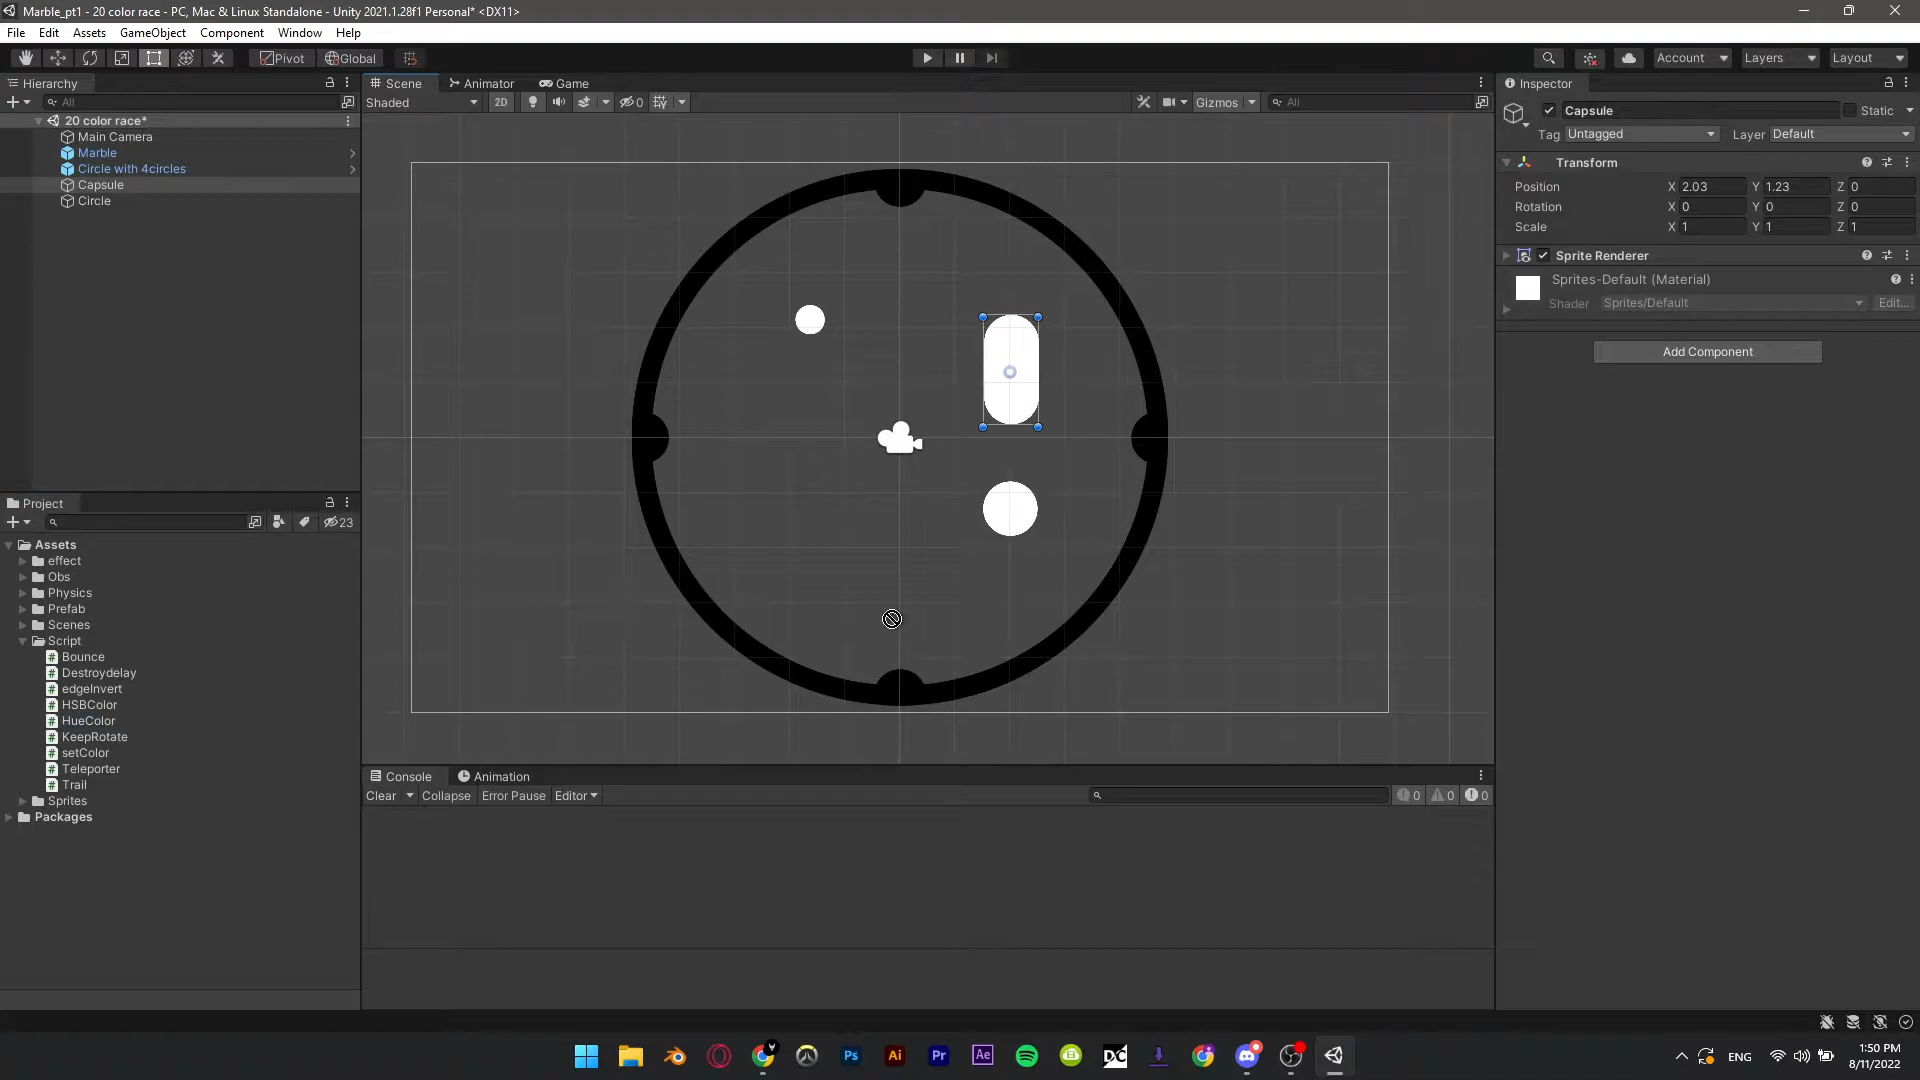 Marble_pt1 - 20 color race - PC, Mac & Linux Standalone - Unity 2021.1.28f1 Personal* <DX11>
File Edit Assets GameObject Component Window Help
Pivot Global Account Layers Layout
Hierarchy
All
20 color race*
Main Camera
Marble
Circle with 4circles
Capsule
Circle
Project
23
Assets
effect
Obs
Physics
Prefab
Scenes
Script
Bounce
Destroydelay
edgeInvert
HSBColor
HueColor
KeepRotate
setColor
Teleporter
Trail
Sprites
Packages
Scene Animator Game
Shaded 2D 0 Gizmos All
Console Animation
Clear Collapse Error Pause Editor 0 0 0
Inspector
Capsule Static
Tag Untagged Layer Default
Transform
Position X 2.03 Y 1.23 Z 0
Rotation X 0 Y 0 Z 0
Scale X 1 Y 1 Z 1
Sprite Renderer
Sprites-Default (Material)
Shader Sprites/Default Edit...
Add Component
Ps Ai Pr Ae DC
ENG
1:50 PM
8/11/2022